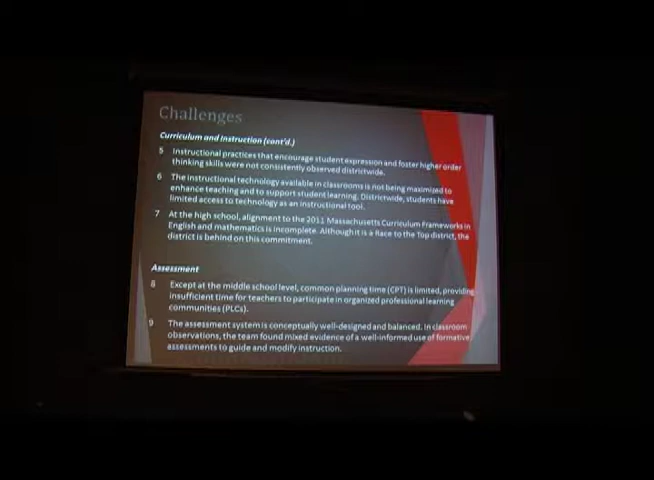 Challenges
Curriculum and Instruction (cont'd.)
5 Instructional practices that encourage student expression and foster higher order
thinking skills were not consistently observed districtwide.
6 The instructional technology available in classrooms is not being maximized to
enhance teaching and to support student learning. Districtwide, students have
limited access to technology as an instructional tool.
7 At the high school, alignment to the 2011 Massachusetts Curriculum Frameworks in
English and mathematics is incomplete. Although it is a Race to the Top district, the
district is behind on this commitment.
Assessment
8 Except at the middle school level, common planning time (CPT) is limited, providing
insufficient time for teachers to participate in organized professional learning
communities (PLCs).
9 The assessment system is conceptually well-designed and balanced. In classroom
observations, the team found mixed evidence of a well-informed use of formative
assessments to guide and modify instruction.